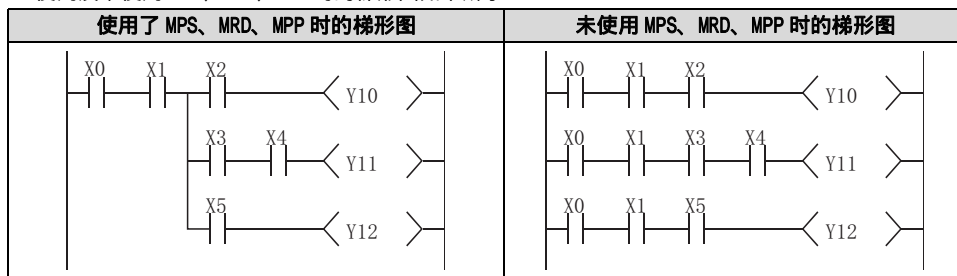 使用了 MPS、MRD、MPP 时的梯形图
未使用 MPS、MRD、MPP 时的梯形图
X0 X1 X2
Y10
X3 X4
Y11
X5
Y12
X0 X1 X2
Y10
X0 X1 X3 X4
Y11
X0 X1 X5
Y12